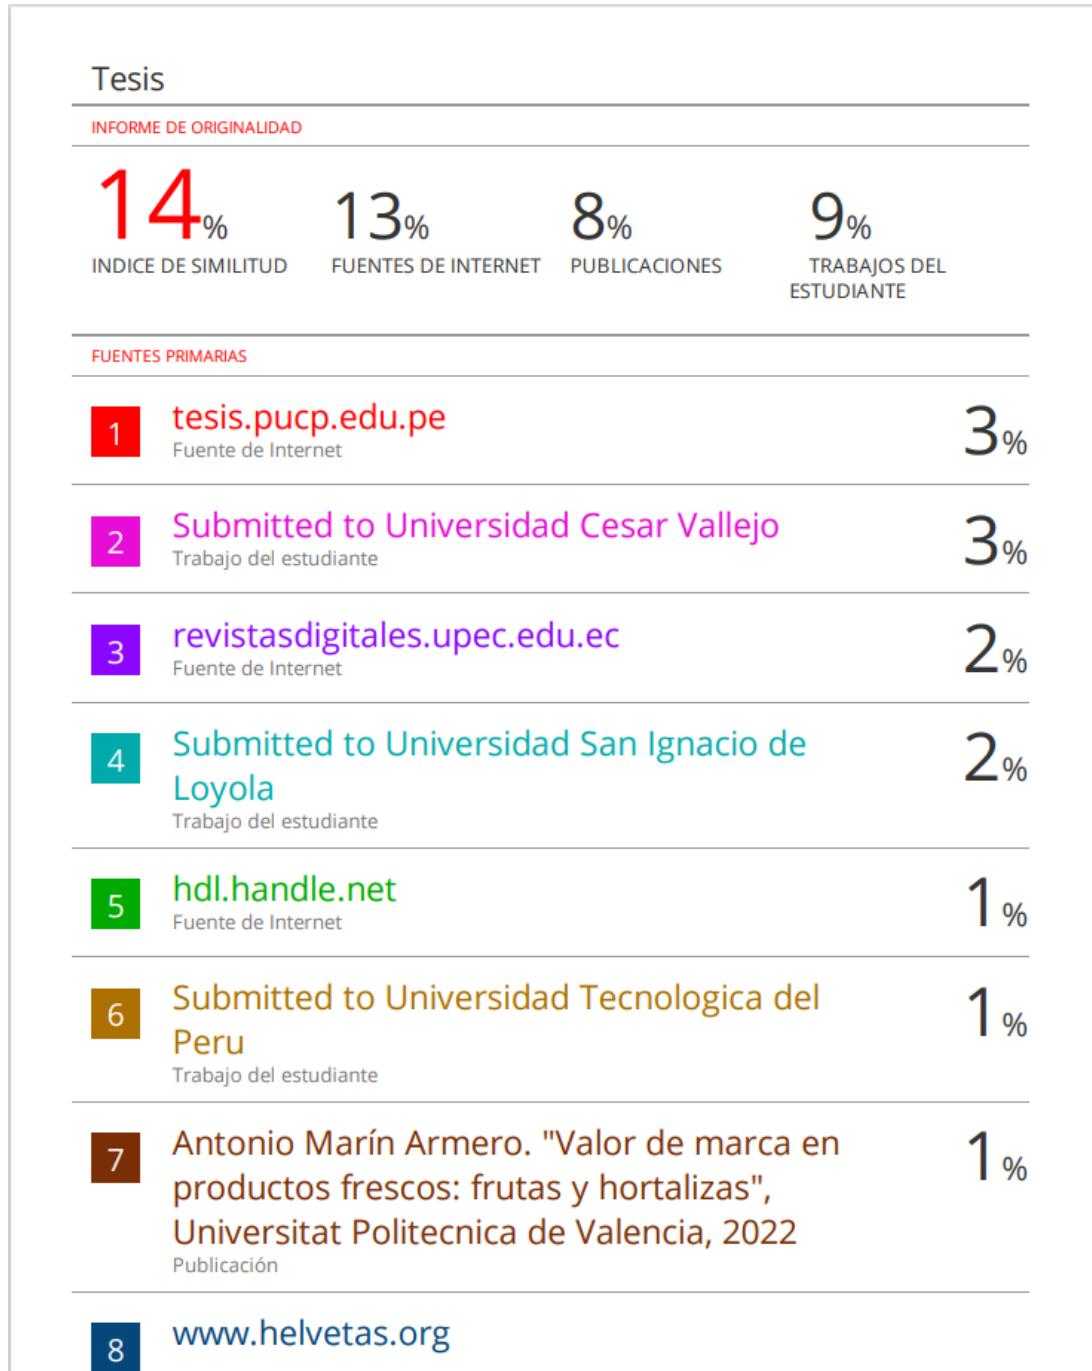 Tesis
INFORME DE ORIGINALIDAD
14% 13% 8% 9%
INDICE DE SIMILITUD FUENTES DE INTERNET PUBLICACIONES TRABAJOS DEL
ESTUDIANTE
FUENTES PRIMARIAS
1 tesis.pucp.edu.pe 3%
Fuente de Internet
2 Submitted to Universidad Cesar Vallejo 3%
Trabajo del estudiante
3 revistasdigitales.upec.edu.ec 2%
Fuente de Internet
4 Submitted to Universidad San Ignacio de 2%
Loyola
Trabajo del estudiante
5 hdl.handle.net 1%
Fuente de Internet
6 Submitted to Universidad Tecnologica del 1%
Peru
Trabajo del estudiante
7 Antonio Marín Armero. "Valor de marca en 1%
productos frescos: frutas y hortalizas",
Universitat Politecnica de Valencia, 2022
Publicación
8 www.helvetas.org